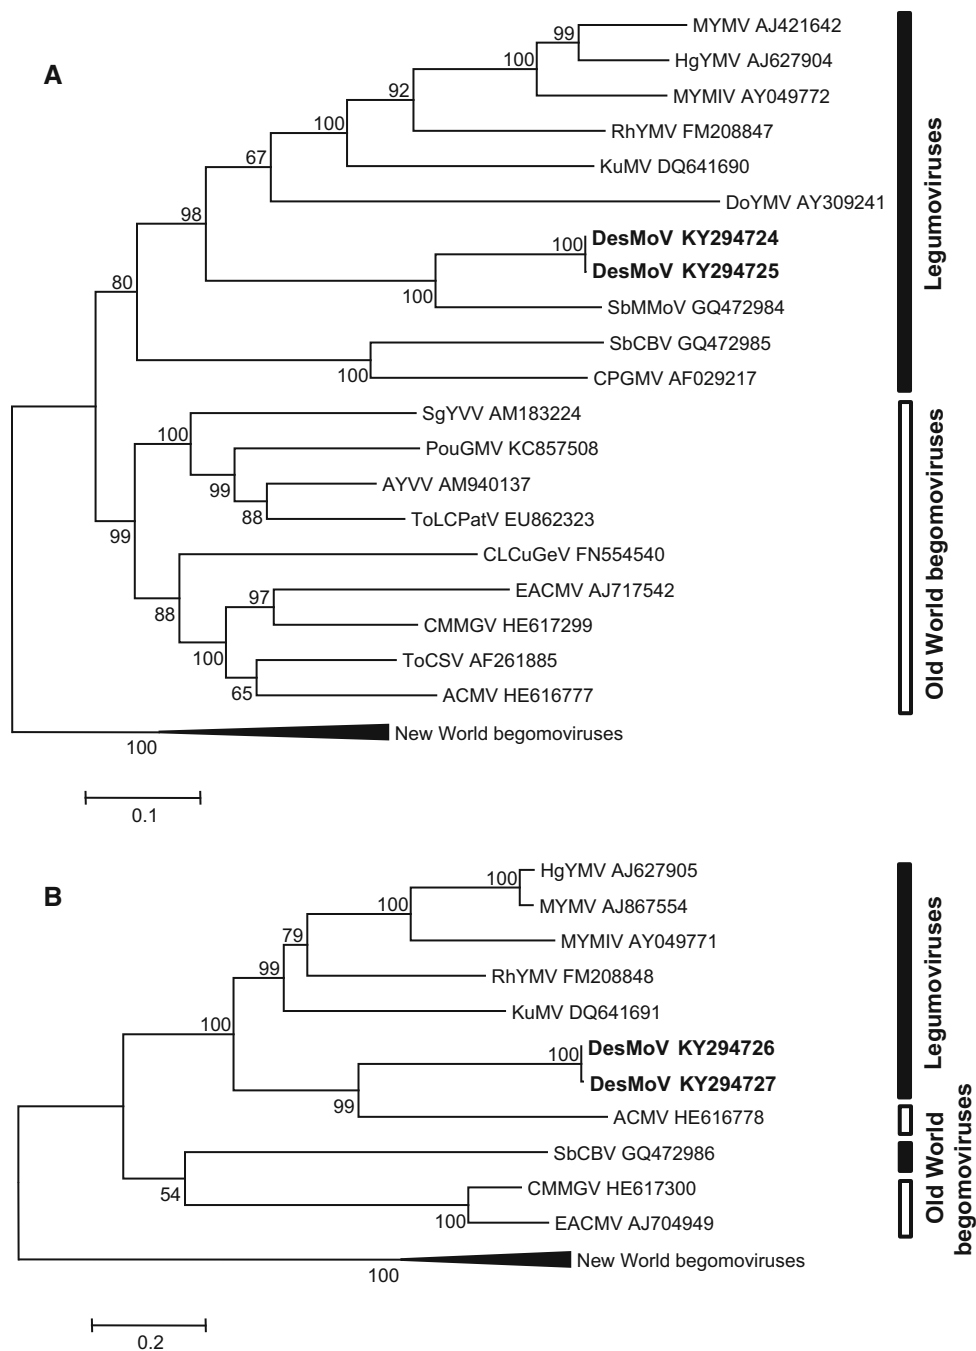 A
99
MYMV AJ421642
100
HgYMV AJ627904
92
MYMIV AY049772
100
RhYMV FM208847
67
KuMV DQ641690
98
DoYMV AY309241
100
DesMoV KY294724
DesMoV KY294725
80
100
SbMMoV GQ472984
SbCBV GQ472985
100
CPGMV AF029217
Legumoviruses
SgYVV AM183224
100
PouGMV KC857508
99
AYVV AM940137
88
ToLCPatV EU862323
99
CLCuGeV FN554540
88
97
EACMV AJ717542
CMMGV HE617299
100
ToCSV AF261885
65
ACMV HE616777
Old World begomoviruses
100
New World begomoviruses
0.1
B
100
HgYMV AJ627905
100
MYMV AJ867554
79
MYMIV AY049771
99
RhYMV FM208848
100
KuMV DQ641691
100
DesMoV KY294726
DesMoV KY294727
99
ACMV HE616778
Legumoviruses
SbCBV GQ472986
54
CMMGV HE617300
100
EACMV AJ704949
Old World
begomoviruses
100
New World begomoviruses
0.2